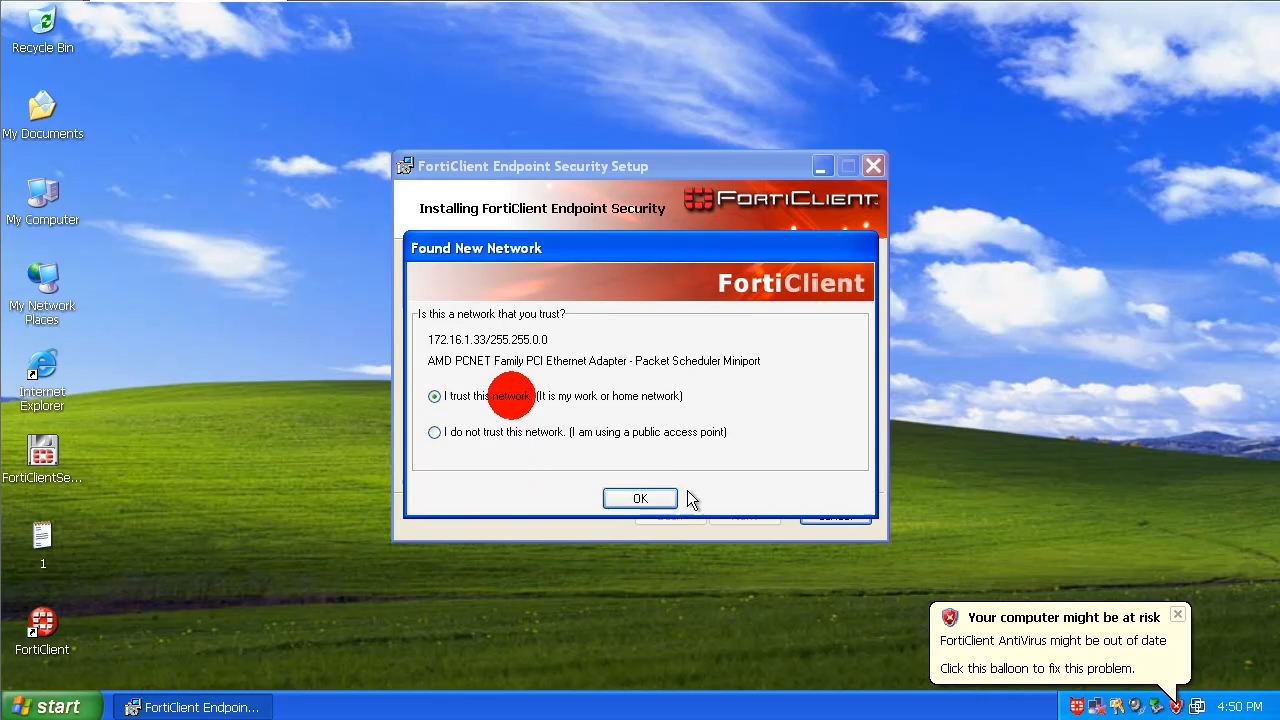 Recycle Bin
My Documents
My Computer
My Network
Places
Internet
Explorer
FortiClientSe...
1
FortiClient
FortiClient Endpoint Security Setup
Installing FortiClient Endpoint Security
FORTICLIENT
Found New Network
FortiClient
Is this a network that you trust?
172.16.1.33/255.255.0.0
AMD PCNET Family PCI Ethernet Adapter - Packet Scheduler Miniport
I trust this network. (It is my work or home network)
I do not trust this network. (I am using a public access point)
OK
Your computer might be at risk
FortiClient AntiVirus might be out of date
Click this balloon to fix this problem.
start
FortiClient Endpoin...
4:50 PM